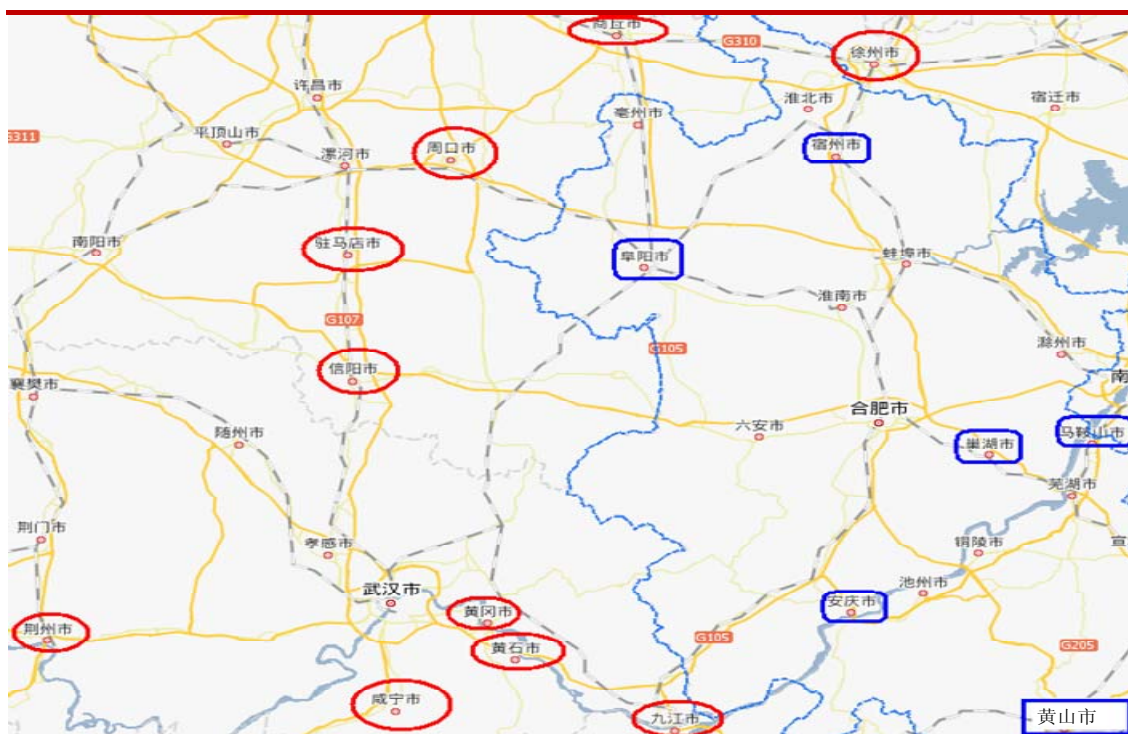 商丘市
G310
徐州市
许昌市
淮北市
宿迁市
亳州市
G311
平顶山市
周口市
宿州市
漯河市
南阳市
驻马店市
阜阳市
蚌埠市
淮南市
G107
G105
滁州市
信阳市
南
襄樊市
合肥市
六安市
随州市
巢湖市
马鞍山市
芜湖市
荆门市
孝感市
铜陵市
宣
武汉市
池州市
黄冈市
安庆市
荆州市
G105
G205
黄石市
咸宁市
九江市
黄山市